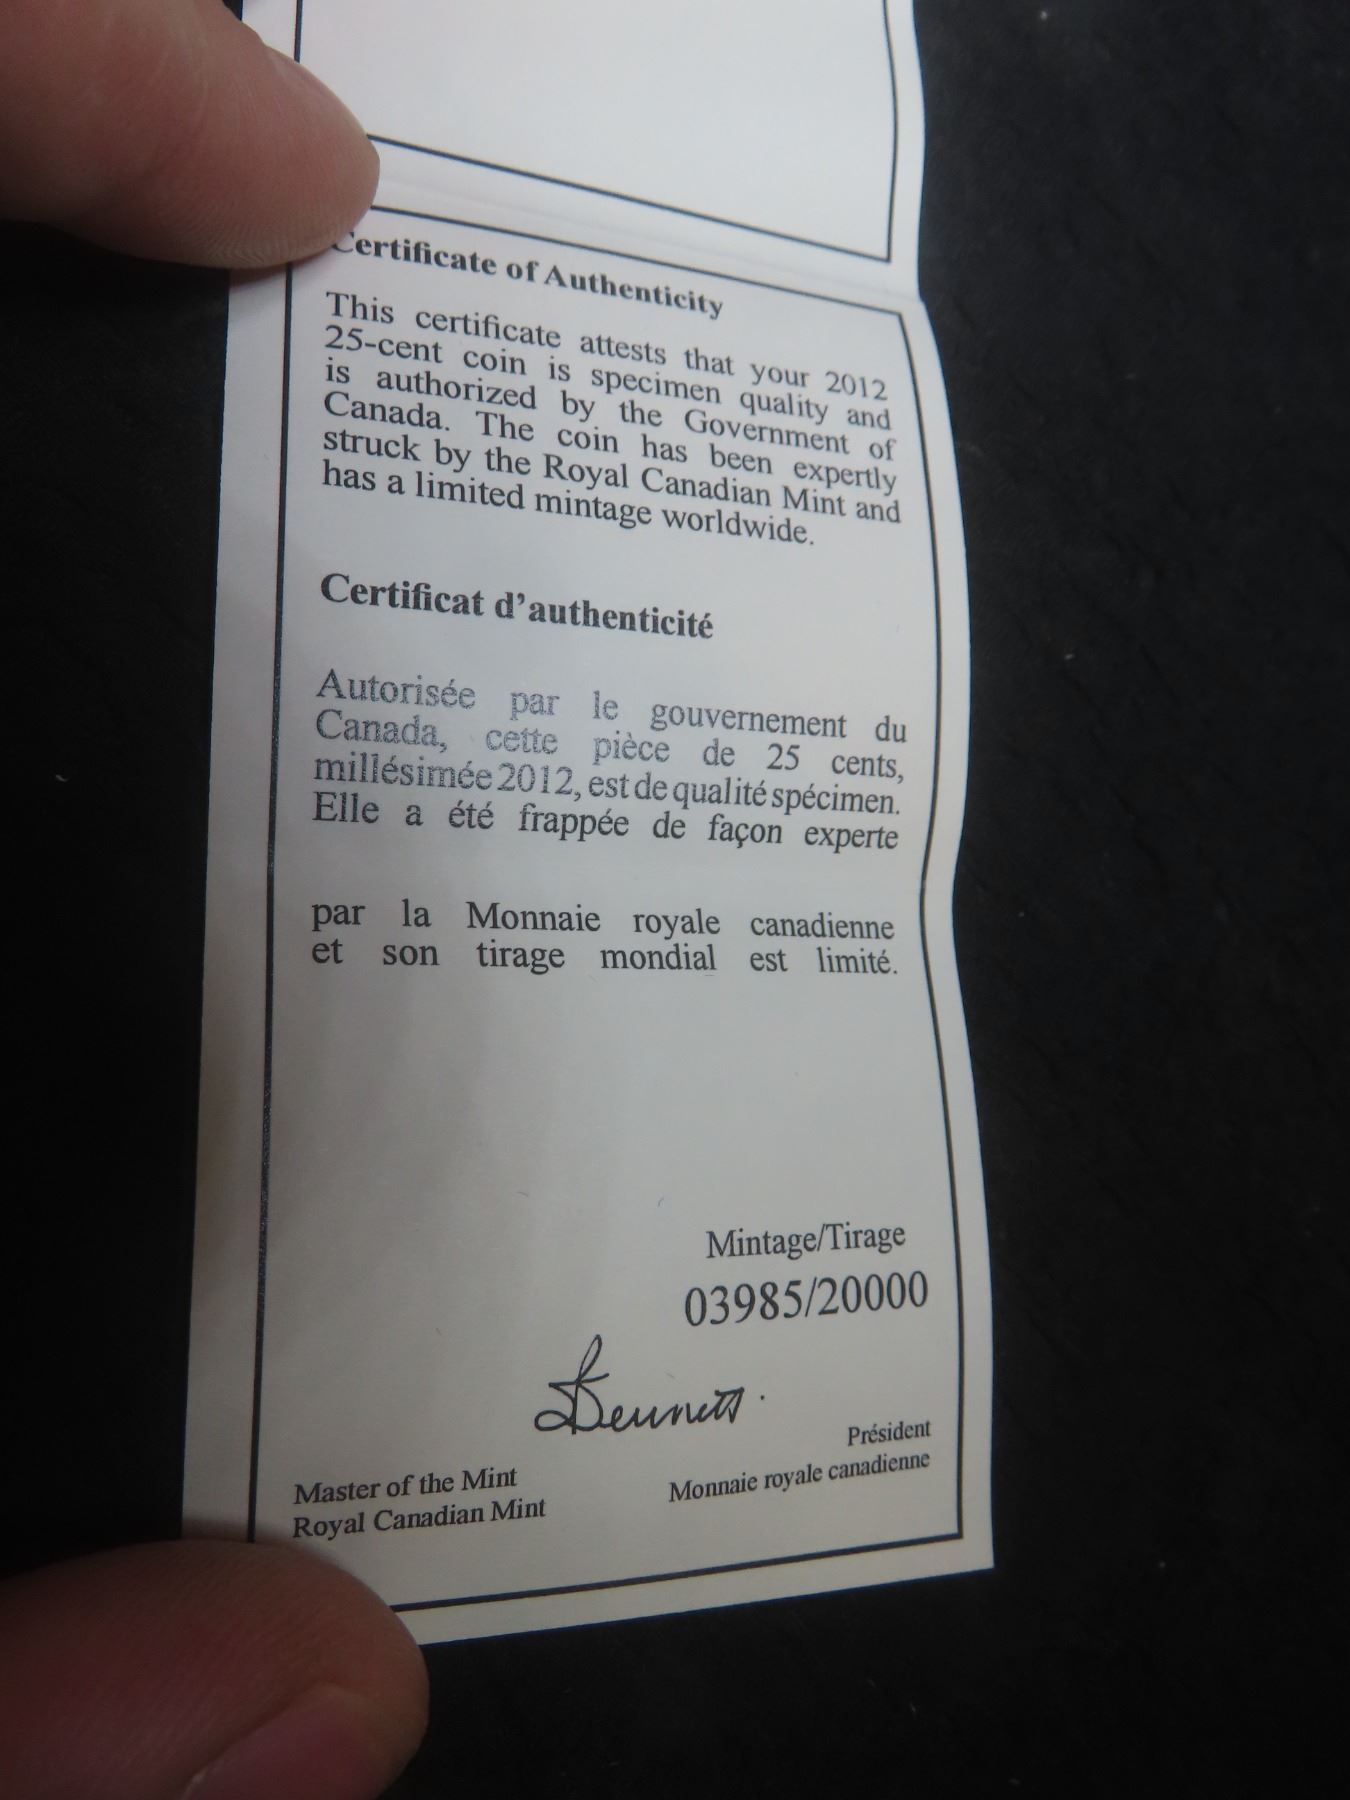 Certificate of Authenticity
This certificate attests that your 2012
25-cent coin is specimen quality and
is authorized by the Government of
Canada. The coin has been expertly
struck by the Royal Canadian Mint and
has a limited mintage worldwide.
Certificat d'authenticité
Autorisée par le gouvernement du
Canada, cette pièce de 25 cents,
millésimée 2012, est de qualité spécimen.
Elle a été frappée de façon experte
par la Monnaie royale canadienne
et son tirage mondial est limité.
Mintage/Tirage
03985/20000
Bennett
Président
Monnaie royale canadienne
Master of the Mint
Royal Canadian Mint